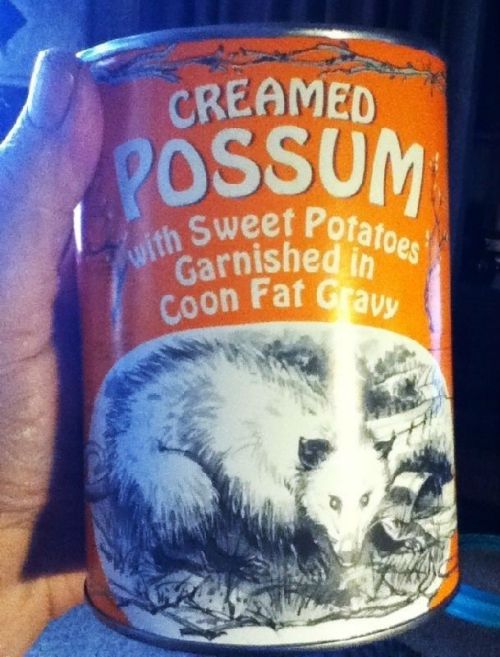 CREAMED
POSSUM
with Sweet Potatoes
Garnished in
Coon Fat Gravy